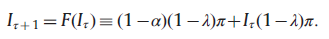 I_{τ+1} = F(I_τ) ≡ (1 − α)(1 − λ)π + I_τ(1 − λ)π.